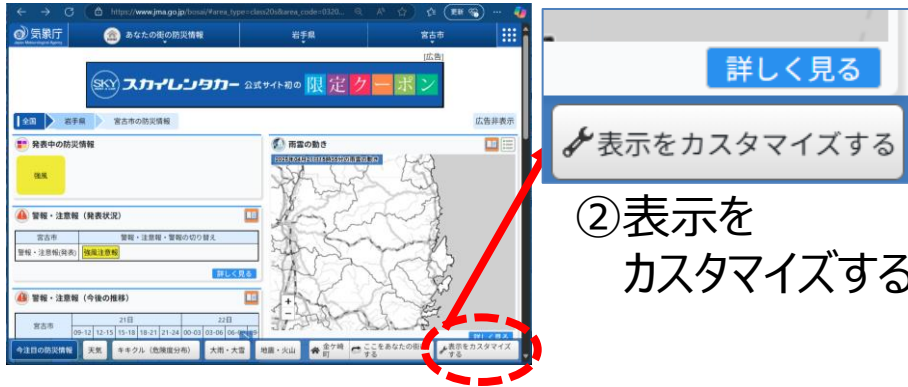 https://www.jma.go.jp/bosai/#area_type=class20s&area_code=0320...
更新
気象庁
Japan Meteorological Agency
あなたの街の防災情報
岩手県
宮古市
[広告]
SKY スカイレンタカー 公式サイト初の 限定クーポン
全国 岩手県 宮古市の防災情報
広告非表示
発表中の防災情報
強風
雨雲の動き
警報・注意報（発表状況）
宮古市 警報・注意報・警報の切り替え
警報・注意報(発表) 強風注意報
詳しく見る
警報・注意報（今後の推移）
宮古市 21日 22日
09-12 12-15 15-18 18-21 21-24 00-03 03-06
詳しく見る
今注目の防災情報 天気 キキクル（危険度分布） 大雨・大雪 地震・火山
金ケ崎町
表示をカスタマイズする
詳しく見る
表示をカスタマイズする
②表示を
カスタマイズする